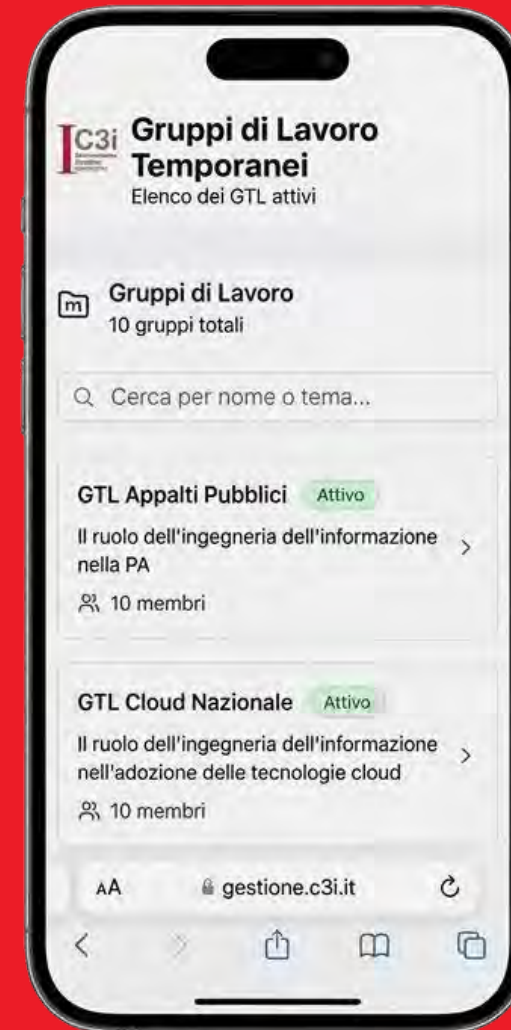 C3i
Gruppi di Lavoro
Temporanei
Elenco dei GTL attivi
Gruppi di Lavoro
10 gruppi totali
Cerca per nome o tema...
GTL Appalti Pubblici Attivo
Il ruolo dell'ingegneria dell'informazione
nella PA
10 membri
GTL Cloud Nazionale Attivo
Il ruolo dell'ingegneria dell'informazione
nell'adozione delle tecnologie cloud
10 membri
AA gestione.c3i.it